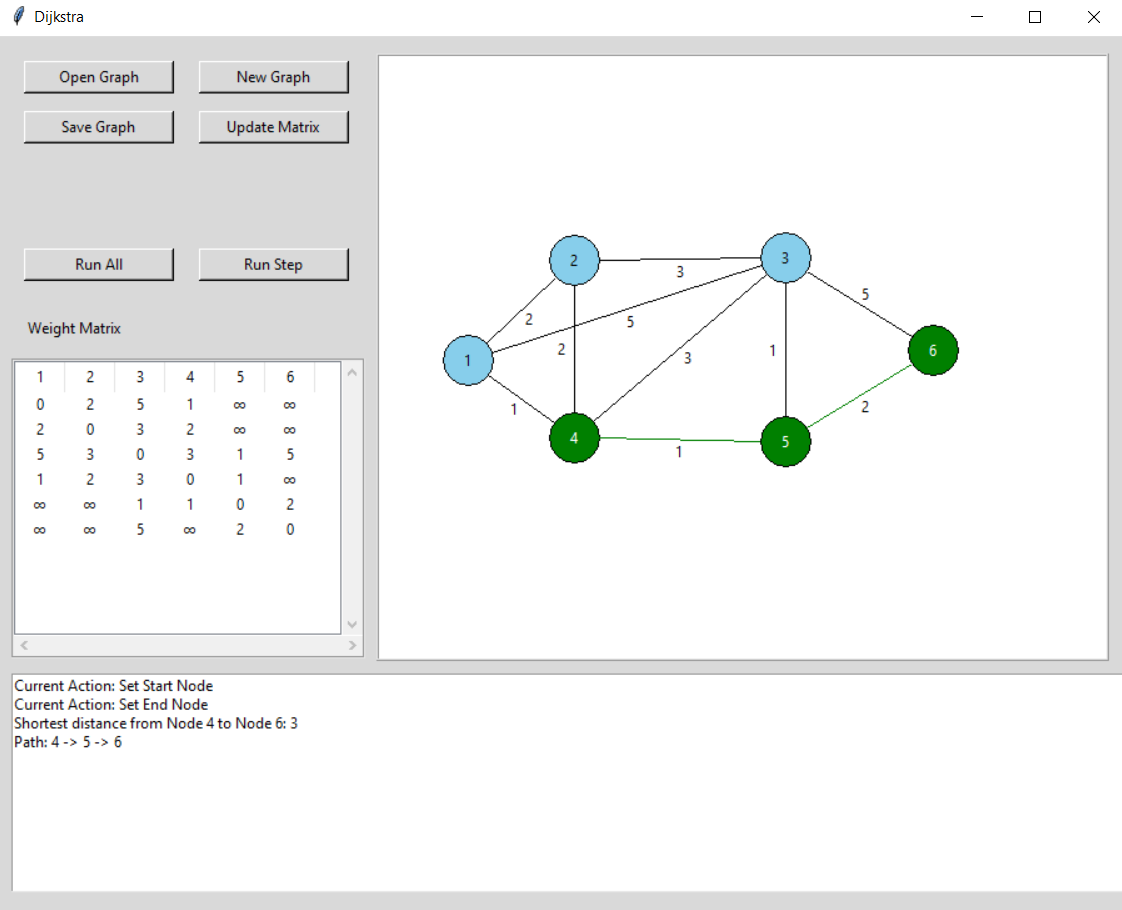 Dijkstra
Open Graph New Graph
Save Graph Update Matrix
Run All Run Step
Weight Matrix
1 2 3 4 5 6
0 2 5 1 ∞ ∞
2 0 3 2 ∞ ∞
5 3 0 3 1 5
1 2 3 0 1 ∞
∞ ∞ 1 1 0 2
∞ ∞ 5 ∞ 2 0
2 3
3
5
2 5
2 1 6
1 3
1 2
4 5
1
Current Action: Set Start Node
Current Action: Set End Node
Shortest distance from Node 4 to Node 6: 3
Path: 4 -> 5 -> 6